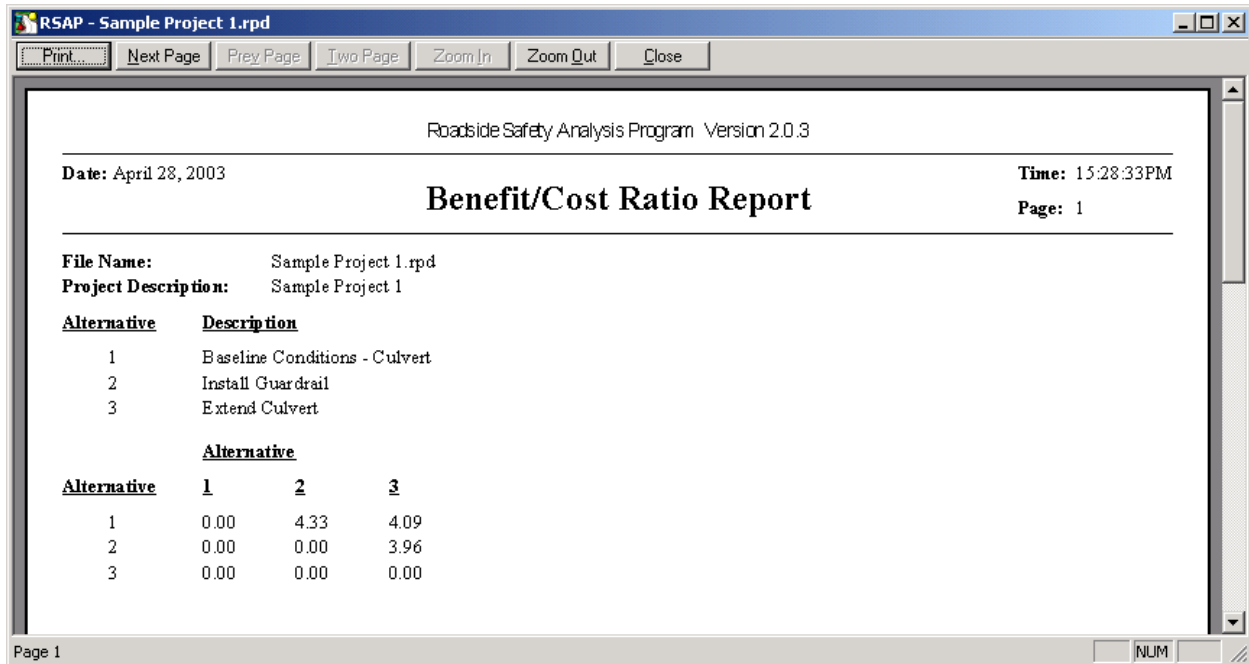 RSAP - Sample Project 1.rpd
Print... Next Page Prev Page Two Page Zoom In Zoom Out Close
Roadside Safety Analysis Program Version 2.0.3
Date: April 28, 2003 Time: 15:28:33PM
Benefit/Cost Ratio Report
Page: 1
File Name: Sample Project 1.rpd
Project Description: Sample Project 1
Alternative Description
1 Baseline Conditions - Culvert
2 Install Guardrail
3 Extend Culvert
Alternative
Alternative 1 2 3
1 0.00 4.33 4.09
2 0.00 0.00 3.96
3 0.00 0.00 0.00
Page 1 NUM